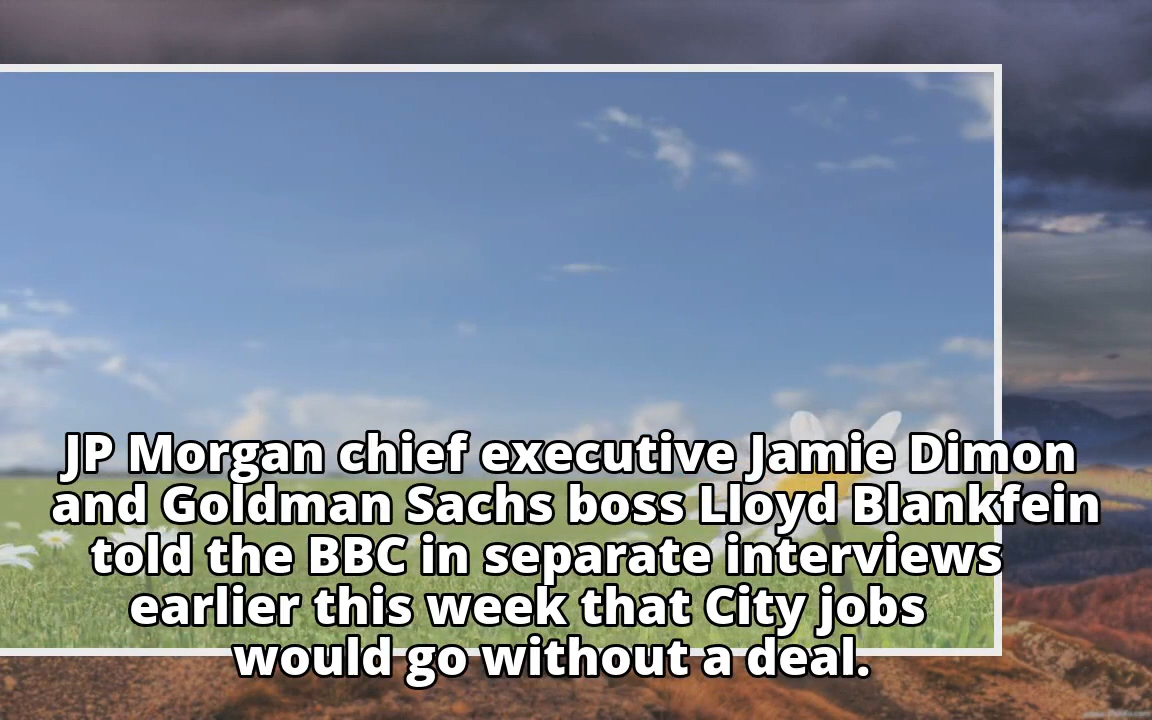 JP Morgan chief executive Jamie Dimon
and Goldman Sachs boss Lloyd Blankfein
told the BBC in separate interviews
earlier this week that City jobs
would go without a deal.